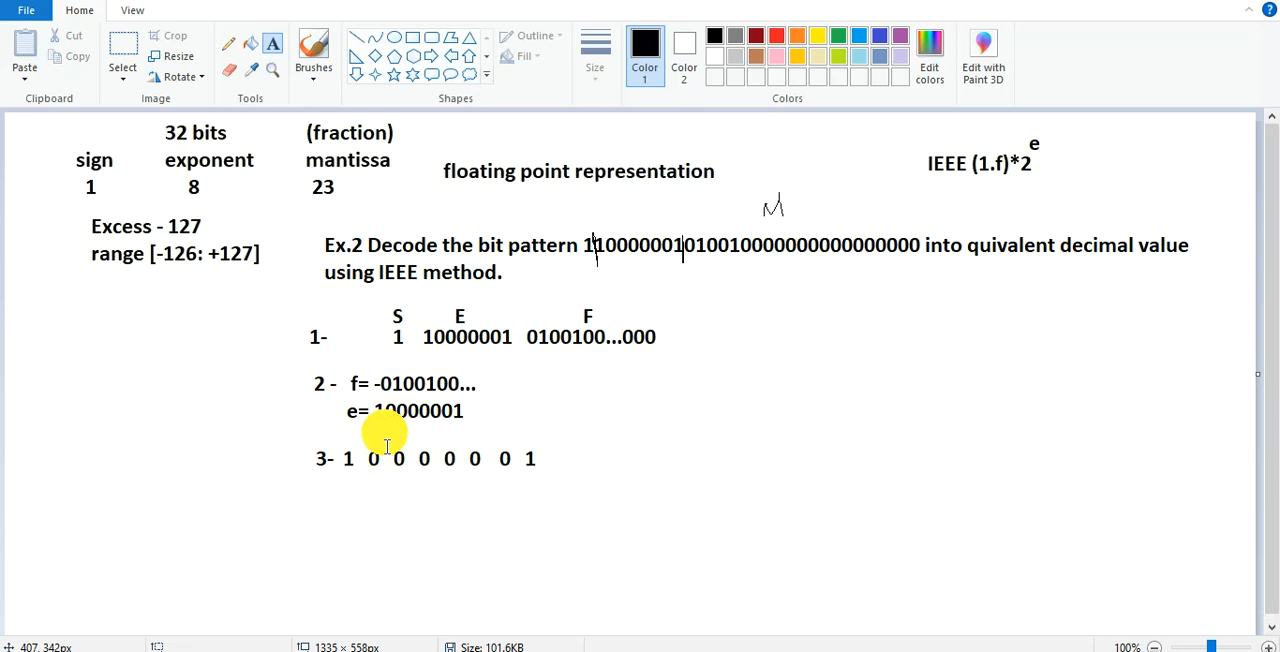 File Home View
Paste
Cut
Copy
Clipboard
Select
Crop
Resize
Rotate
Image
Tools
Brushes
Outline
Fill
Shapes
Size
Color 1
Color 2
Colors
Edit colors
Edit with Paint 3D
32 bits (fraction)
sign exponent mantissa
1 8 23
floating point representation
IEEE (1.f)*2 e
Excess - 127
range [-126: +127]
M
Ex.2 Decode the bit pattern 11000000101001000000000000000000 into quivalent decimal value
using IEEE method.
S E F
1- 1 10000001 0100100...000
2 - f= -0100100...
e= 10000001
3- 1 0 0 0 0 0 0 1
407, 342px 1335 × 558px Size: 101.6KB 100%